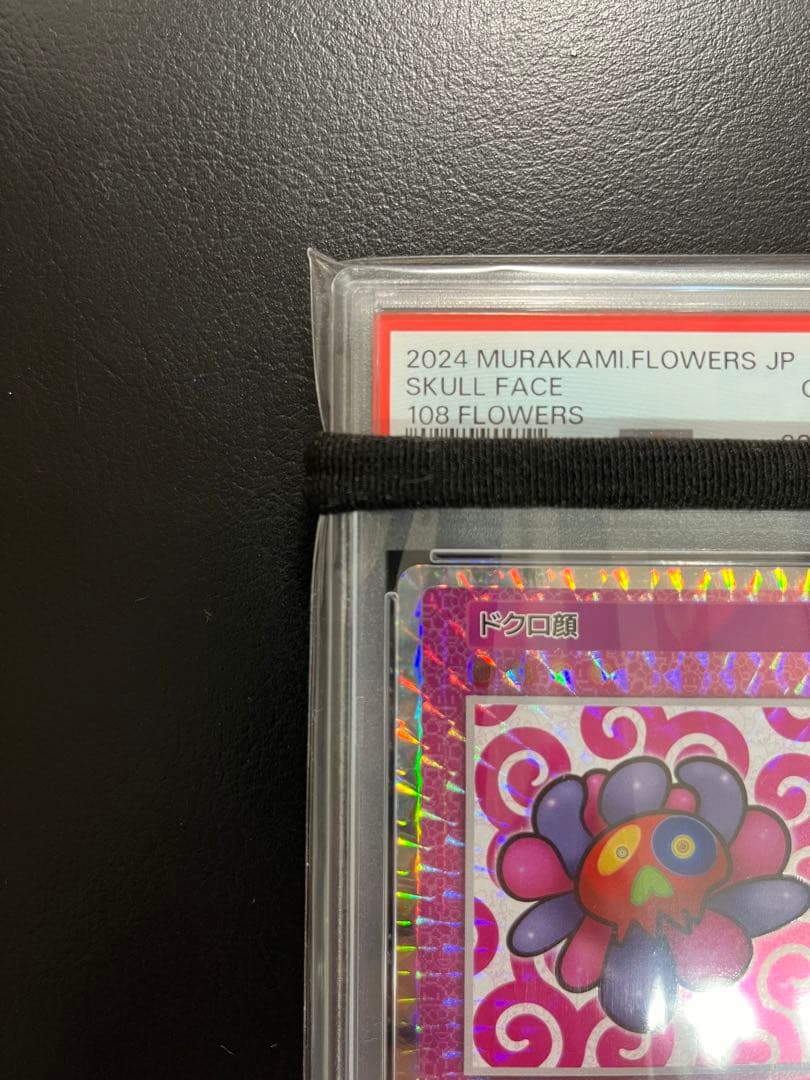 2024 MURAKAMI.FLOWERS JP
SKULL FACE
108 FLOWERS
ドクロ顔